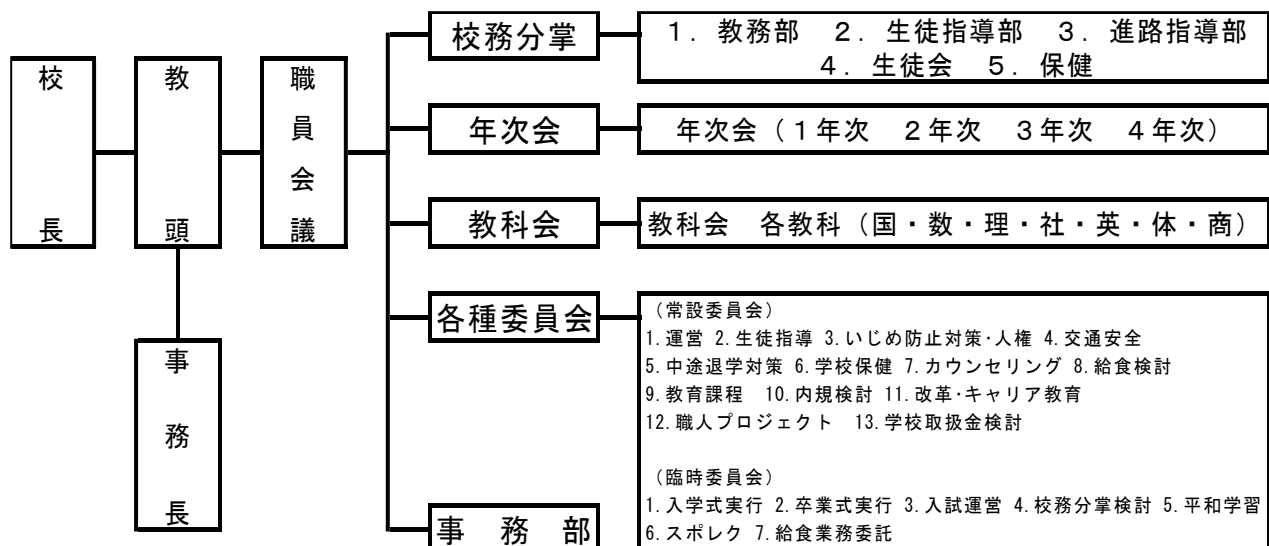 校長
教頭
職員会議
事務長
校務分掌
1．教務部　2．生徒指導部　3．進路指導部
4．生徒会　5．保健
年次会
年次会（1年次　2年次　3年次　4年次）
教科会
教科会　各教科（国・数・理・社・英・体・商）
各種委員会
（常設委員会）
1.運営 2.生徒指導 3.いじめ防止対策･人権 4.交通安全
5.中途退学対策 6.学校保健 7.カウンセリング 8.給食検討
9.教育課程　10.内規検討 11.改革･キャリア教育
12.職人プロジェクト　13.学校取扱金検討
（臨時委員会）
1.入学式実行 2.卒業式実行 3.入試運営 4.校務分掌検討 5.平和学習
6.スポレク 7.給食業務委託
事　務　部